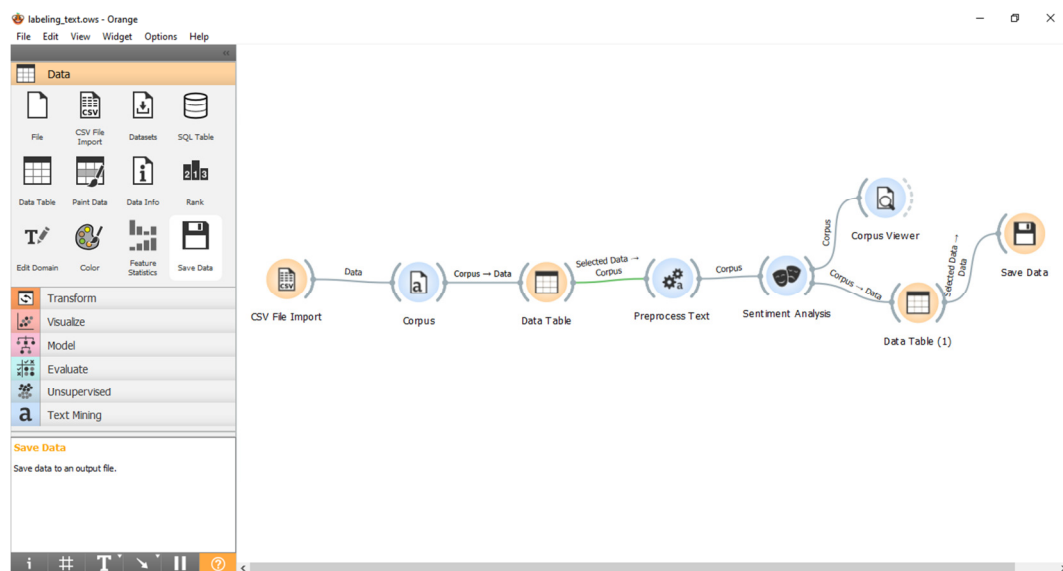 labeling_text.ows - Orange
File Edit View Widget Options Help
Data
CSV
File
CSV File Import
Datasets
SQL Table
213
Data Table
Paint Data
Data Info
Rank
Edit Domain
Color
Feature Statistics
Save Data
Transform
Visualize
Model
Evaluate
Unsupervised
a Text Mining
Save Data
Save data to an output file.
CSV
CSV File Import
Data
a
Corpus
Corpus → Data
Data Table
Selected Data →
Corpus
a
Preprocess Text
Corpus
Sentiment Analysis
Corpus
Corpus Viewer
Corpus → Data
Data Table (1)
Selected Data →
Data
Save Data
i # T ?